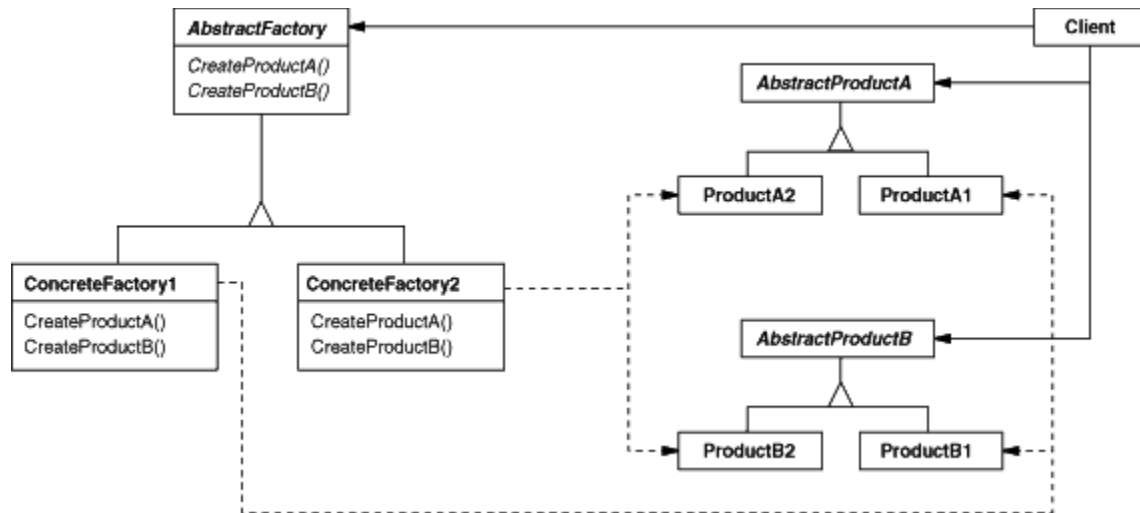 AbstractFactory
CreateProductA()
CreateProductB()
Client
AbstractProductA
ProductA2
ProductA1
ConcreteFactory1
CreateProductA()
CreateProductB()
ConcreteFactory2
CreateProductA()
CreateProductB()
AbstractProductB
ProductB2
ProductB1